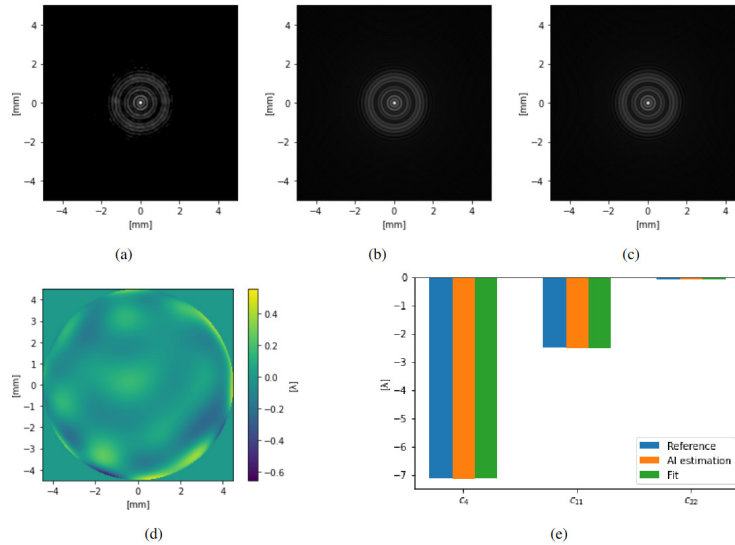 4
2
0
−2
−4
[mm]
−4 −2 0 2 4
[mm]
(a)
4
2
0
−2
−4
[mm]
−4 −2 0 2 4
[mm]
(b)
4
2
0
−2
−4
[mm]
−4 −2 0 2 4
[mm]
(c)
4
3
2
1
0
−1
−2
−3
−4
[mm]
−4 −2 0 2 4
[mm]
0.4
0.2
0.0
−0.2
−0.4
−0.6
[λ]
(d)
0
−1
−2
−3
−4
−5
−6
−7
[λ]
Reference
AI estimation
Fit
c4 c11 c22
(e)